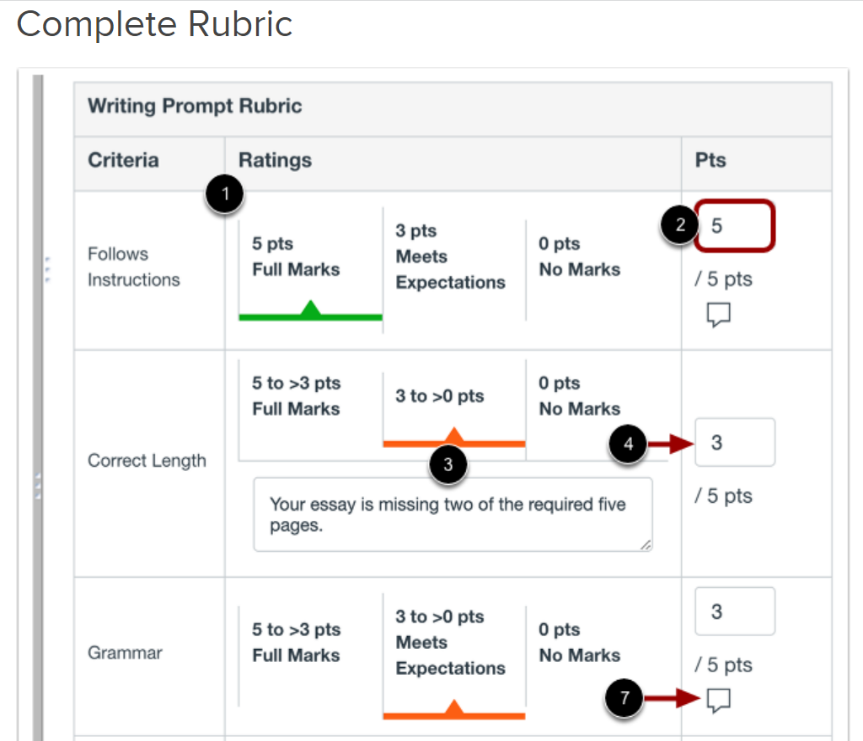 Complete Rubric
Writing Prompt Rubric
Criteria
Ratings
Pts
1
Follows
Instructions
5 pts
Full Marks
3 pts
Meets
Expectations
0 pts
No Marks
2
5
/ 5 pts
Correct Length
5 to >3 pts
Full Marks
3 to >0 pts
0 pts
No Marks
3
4
3
/ 5 pts
Your essay is missing two of the required five
pages.
Grammar
5 to >3 pts
Full Marks
3 to >0 pts
Meets
Expectations
0 pts
No Marks
3
/ 5 pts
7